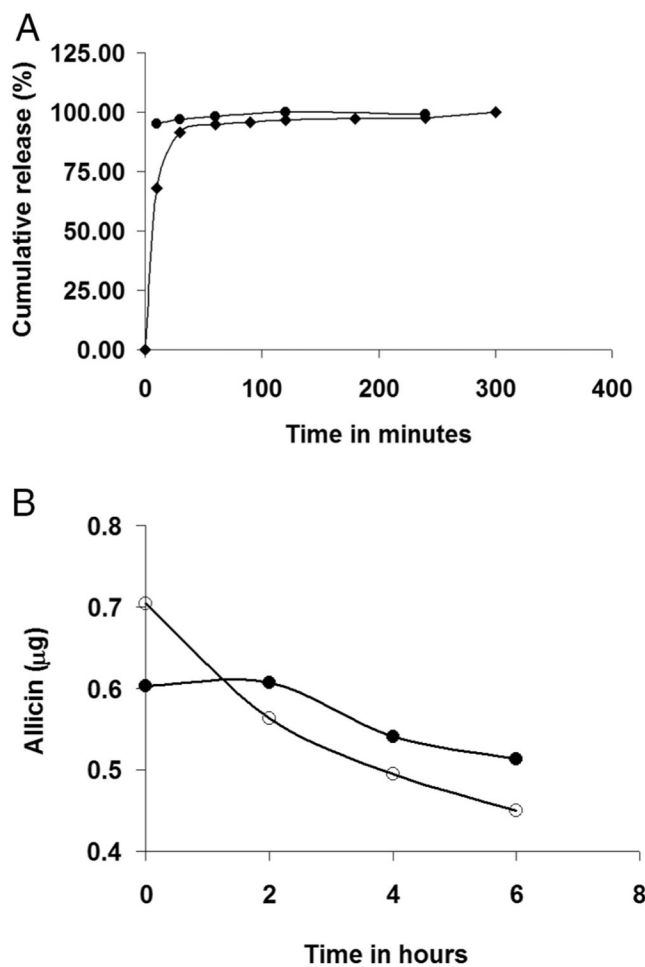 A
Cumulative release (%)
125.00
100.00
75.00
50.00
25.00
0.00
0 100 200 300 400
Time in minutes
B
Allicin (μg)
0.8
0.7
0.6
0.5
0.4
0 2 4 6 8
Time in hours